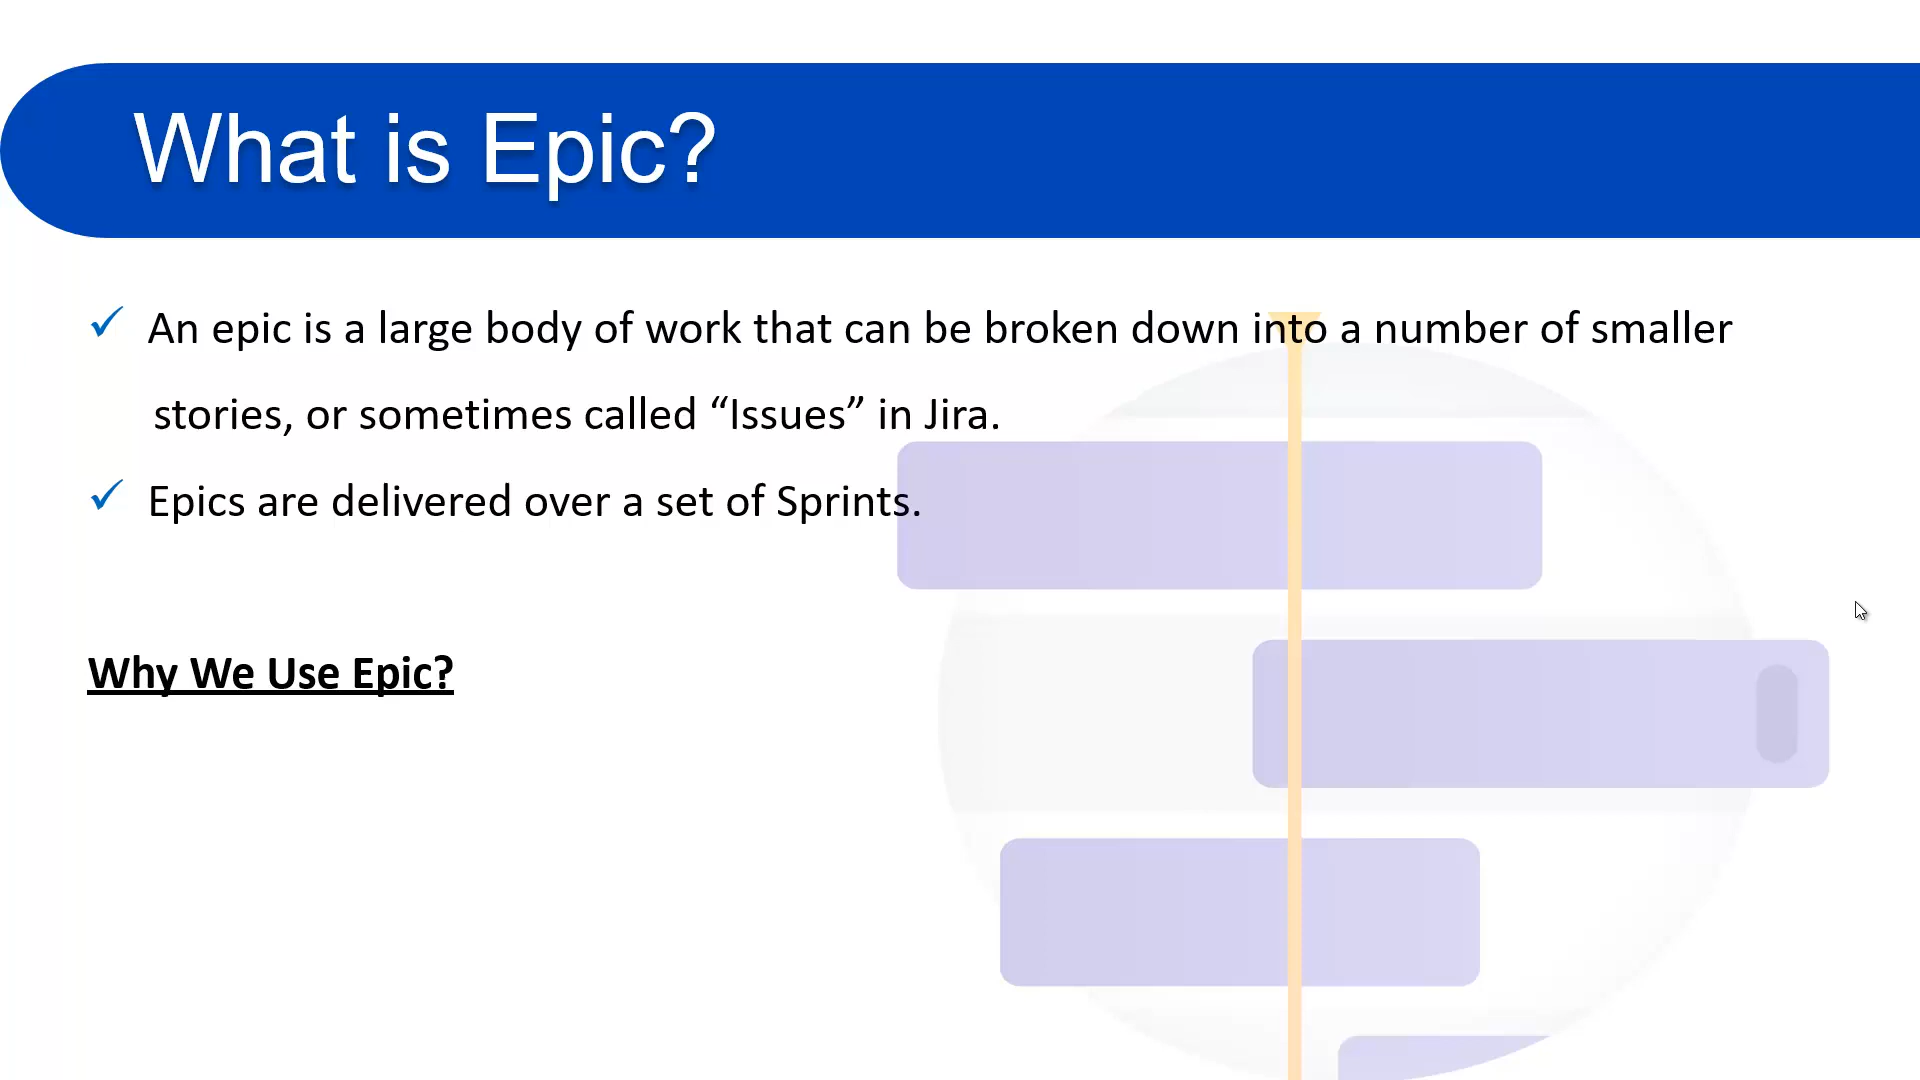 What is Epic?
An epic is a large body of work that can be broken down into a number of smaller
stories, or sometimes called “Issues” in Jira.
Epics are delivered over a set of Sprints.
Why We Use Epic?